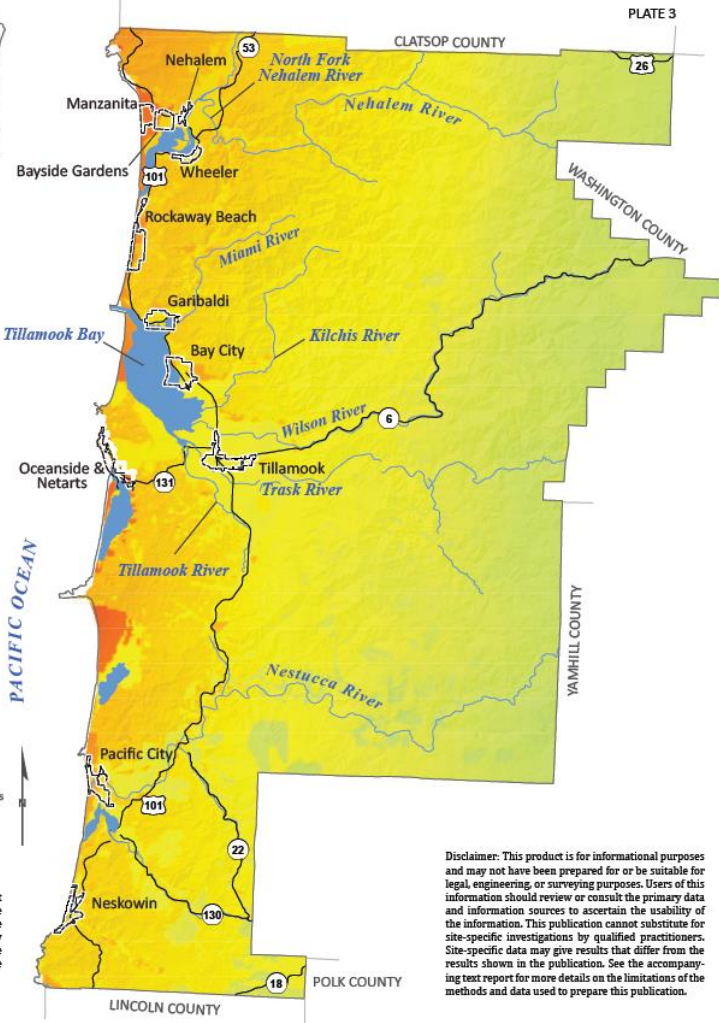 PLATE 3
CLATSOP COUNTY
53
26
Nehalem
North Fork
Nehalem River
Nehalem River
Manzanita
Bayside Gardens
101
Wheeler
WASHINGTON COUNTY
Rockaway Beach
Miami River
Garibaldi
Tillamook Bay
Kilchis River
Bay City
Wilson River
6
Oceanside &
Netarts
131
Tillamook
Trask River
Tillamook River
PACIFIC OCEAN
YAMHILL COUNTY
Nestucca River
Pacific City
101
N
22
Neskowin
130
18
POLK COUNTY
LINCOLN COUNTY
Disclaimer: This product is for informational purposes
and may not have been prepared for or be suitable for
legal, engineering, or surveying purposes. Users of this
information should review or consult the primary data
and information sources to ascertain the usability of
the information. This publication cannot substitute for
site-specific investigations by qualified practitioners.
Site-specific data may give results that differ from the
results shown in the publication. See the accompany-
ing text report for more details on the limitations of the
methods and data used to prepare this publication.